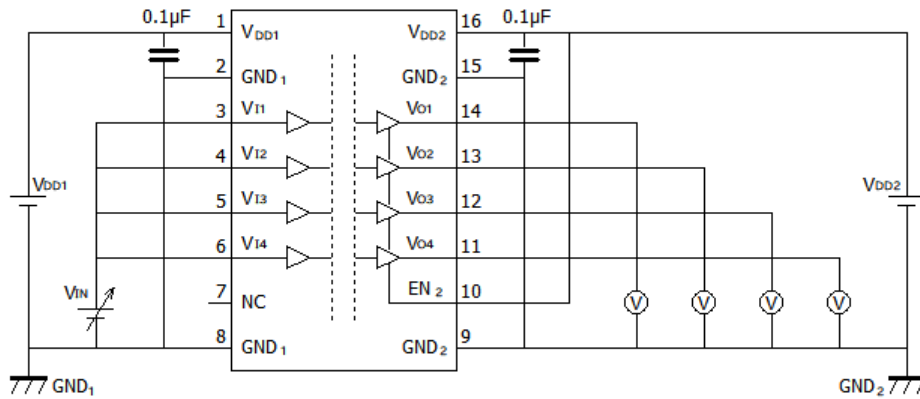 0.1μF 1 VDD1 VDD2 16 0.1μF
2 GND1 GND2 15
3 VI1 VO1 14
4 VI2 VO2 13
VDD1 VDD2
5 VI3 VO3 12
6 VI4 VO4 11
VIN 7 NC EN2 10 V V V V
8 GND1 GND2 9
GND1 GND2